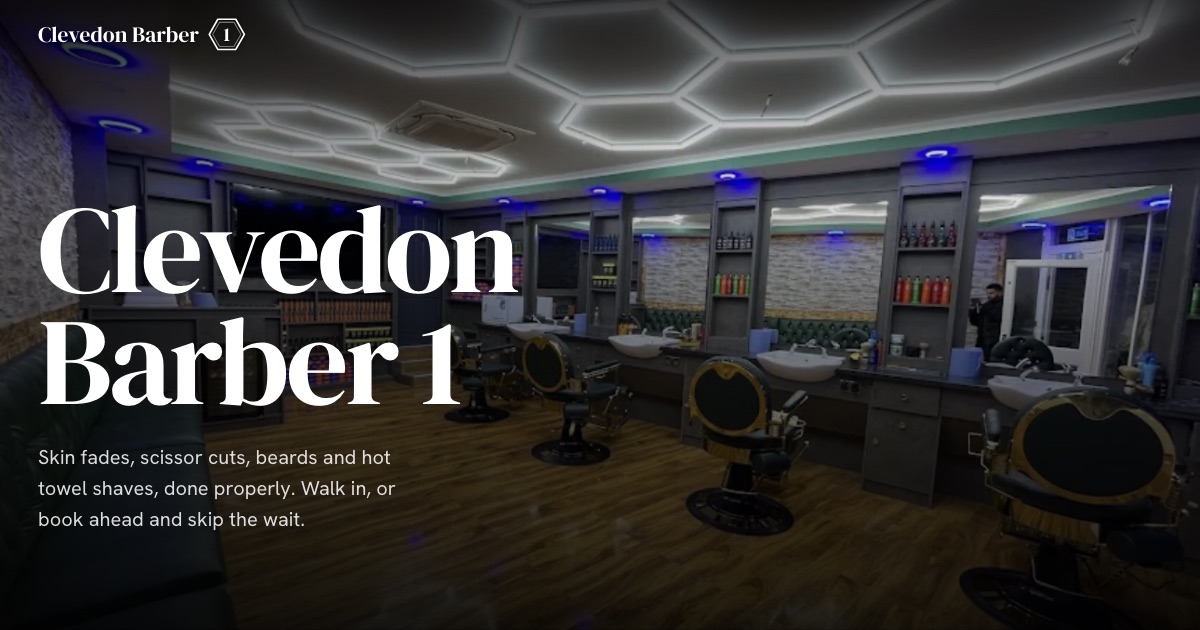 Clevedon Barber 1
Clevedon
Barber 1
Skin fades, scissor cuts, beards and hot
towel shaves, done properly. Walk in, or
book ahead and skip the wait.